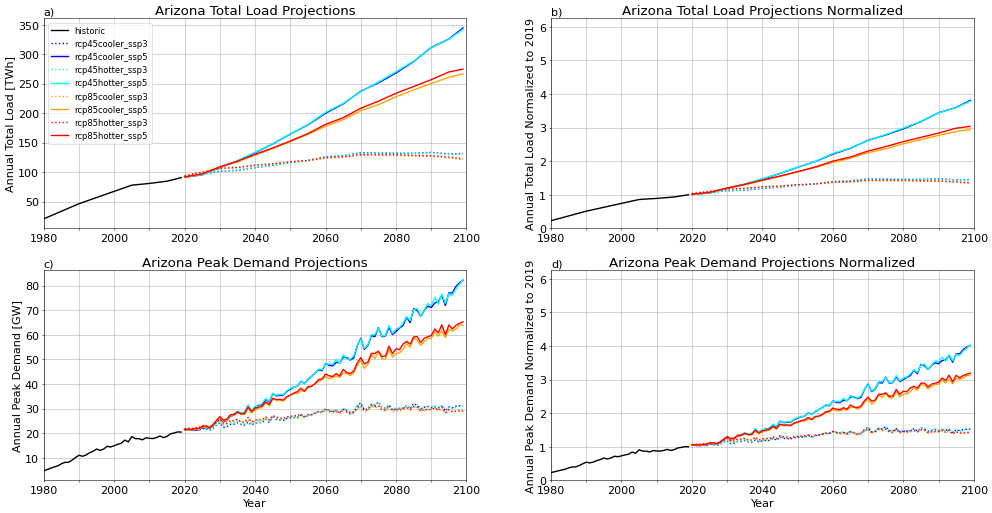 a)
Arizona Total Load Projections
Annual Total Load [TWh]
350
300
250
200
150
100
50
historic
rcp45cooler_ssp3
rcp45cooler_ssp5
rcp45hotter_ssp3
rcp45hotter_ssp5
rcp85cooler_ssp3
rcp85cooler_ssp5
rcp85hotter_ssp3
rcp85hotter_ssp5
1980 2000 2020 2040 2060 2080 2100
b)
Arizona Total Load Projections Normalized
Annual Total Load Normalized to 2019
6
5
4
3
2
1
0
1980 2000 2020 2040 2060 2080 2100
c)
Arizona Peak Demand Projections
Annual Peak Demand [GW]
80
70
60
50
40
30
20
10
1980 2000 2020 2040 2060 2080 2100
Year
d)
Arizona Peak Demand Projections Normalized
Annual Peak Demand Normalized to 2019
6
5
4
3
2
1
0
1980 2000 2020 2040 2060 2080 2100
Year